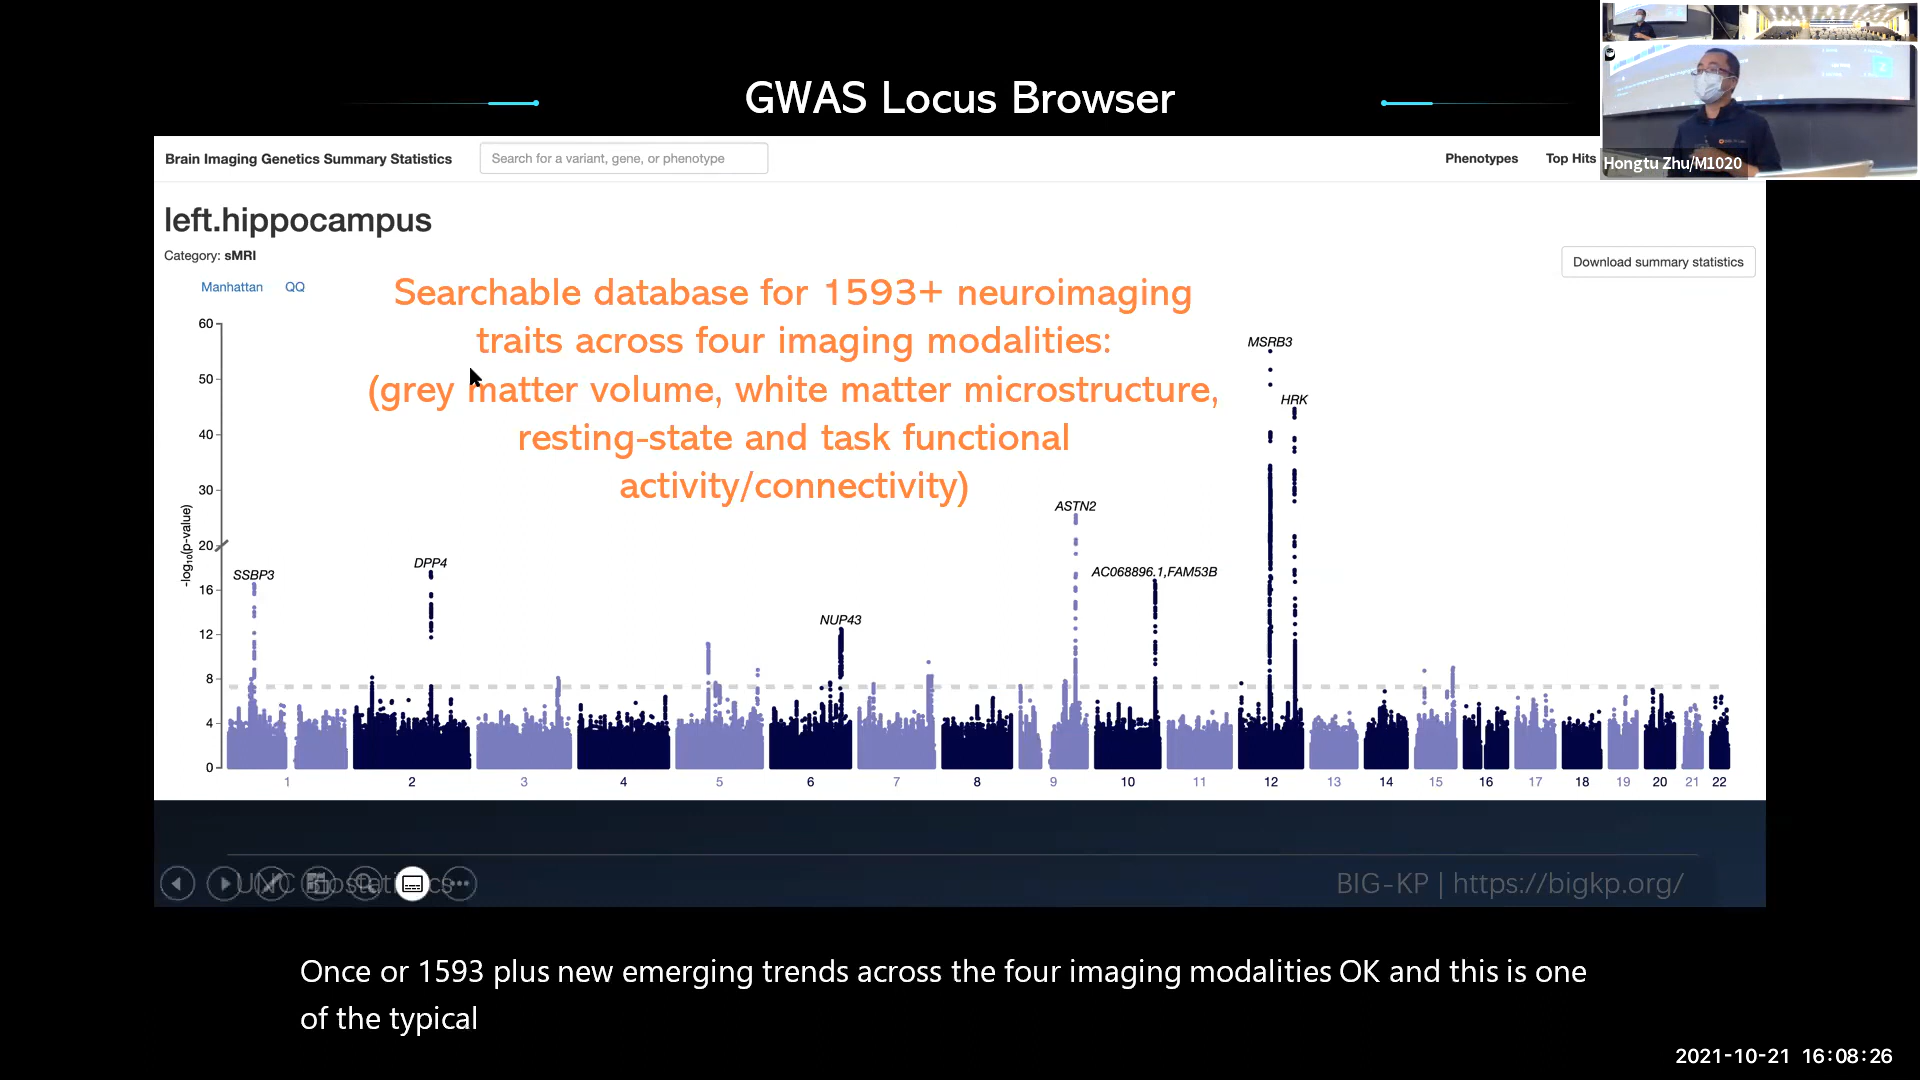 GWAS Locus Browser
Hongtu Zhu/M1020
Brain Imaging Genetics Summary Statistics
Search for a variant, gene, or phenotype
Phenotypes
Top Hits
left.hippocampus
Category: sMRI
Download summary statistics
Manhattan
QQ
Searchable database for 1593+ neuroimaging
traits across four imaging modalities:
(grey matter volume, white matter microstructure,
resting-state and task functional
activity/connectivity)
-log10(p-value)
60
50
40
30
20
16
12
8
4
0
SSBP3
DPP4
NUP43
ASTN2
AC068896.1,FAM53B
MSRB3
HRK
1 2 3 4 5 6 7 8 9 10 11 12 13 14 15 16 17 18 19 20 21 22
UNC Biostatistics
BIG-KP | https://bigkp.org/
Once or 1593 plus new emerging trends across the four imaging modalities OK and this is one
of the typical
2021-10-21 16:08:26